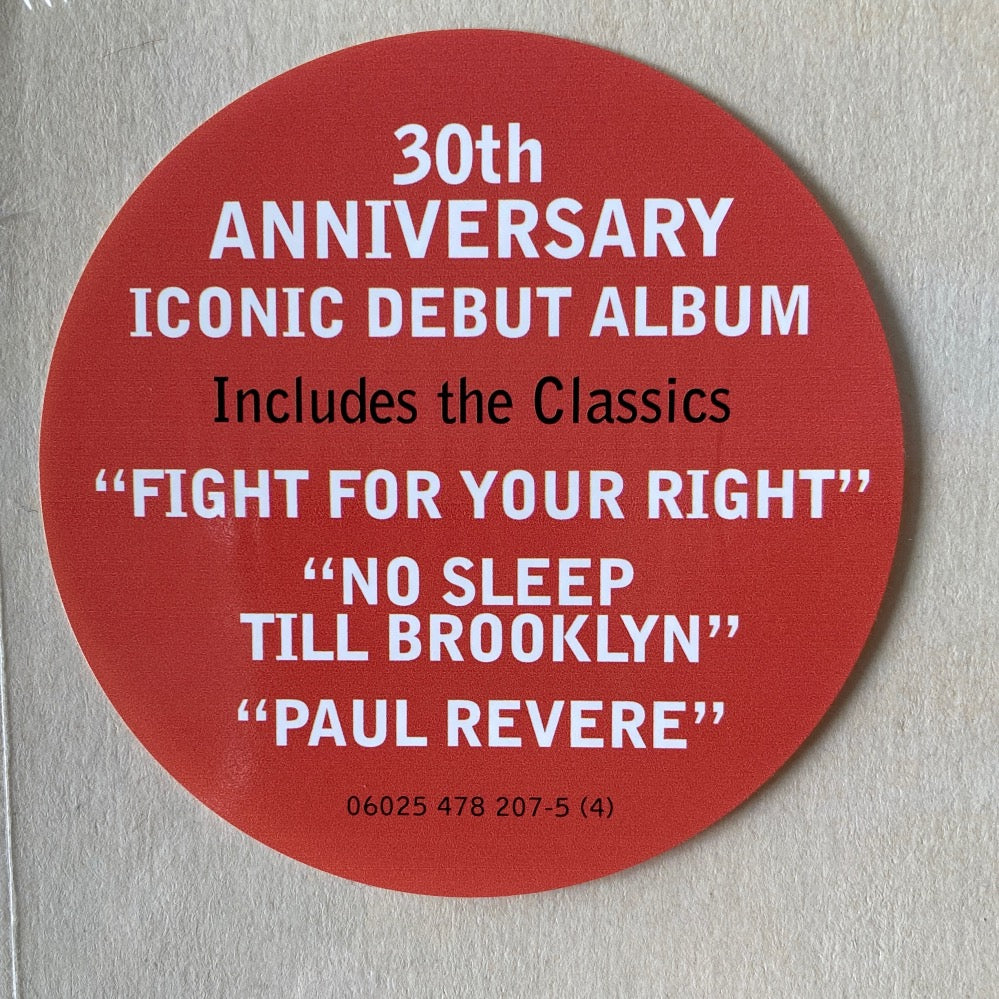 30th
ANNIVERSARY
ICONIC DEBUT ALBUM
Includes the Classics
“FIGHT FOR YOUR RIGHT”
“NO SLEEP
TILL BROOKLYN”
“PAUL REVERE”
06025 478 207-5 (4)